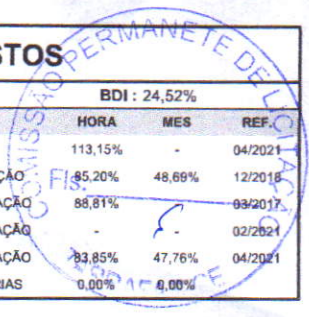 STOS
BDI : 24,52%
HORA MES REF.
113,15% - 04/2021
AÇÃO 85,20% 48,69% 12/2018
AÇÃO 88,81% - 03/2017
AÇÃO - - 02/2021
AÇÃO 83,85% 47,76% 04/2021
RIAS 0,00% 0,00%
COMISSÃO PERMANETE DE LICITAÇÃO
Fls.